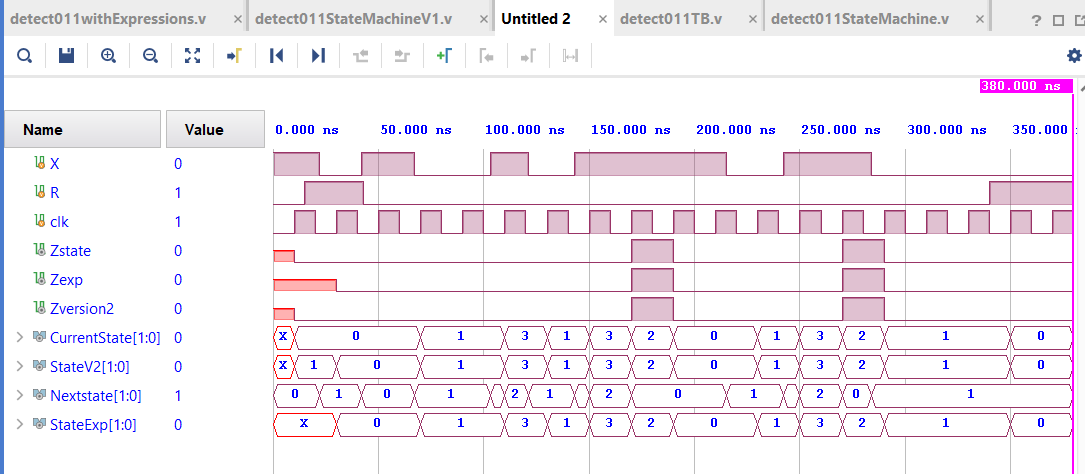 detect011withExpressions.v × detect011StateMachineV1.v × Untitled 2 × detect011TB.v × detect011StateMachine.v × ? 
380.000 ns
Name Value 0.000 ns 50.000 ns 100.000 ns 150.000 ns 200.000 ns 250.000 ns 300.000 ns 350.000
X 0
R 1
clk 1
Zstate 0
Zexp 0
Zversion2 0
CurrentState[1:0] 0 X 0 1 3 1 3 2 0 1 3 2 1 0
StateV2[1:0] 0 X 1 0 1 3 1 3 2 0 1 3 2 1 0
Nextstate[1:0] 1 0 1 0 1 2 1 2 0 1 2 0 1
StateExp[1:0] 0 X 0 1 3 1 3 2 0 1 3 2 1 0